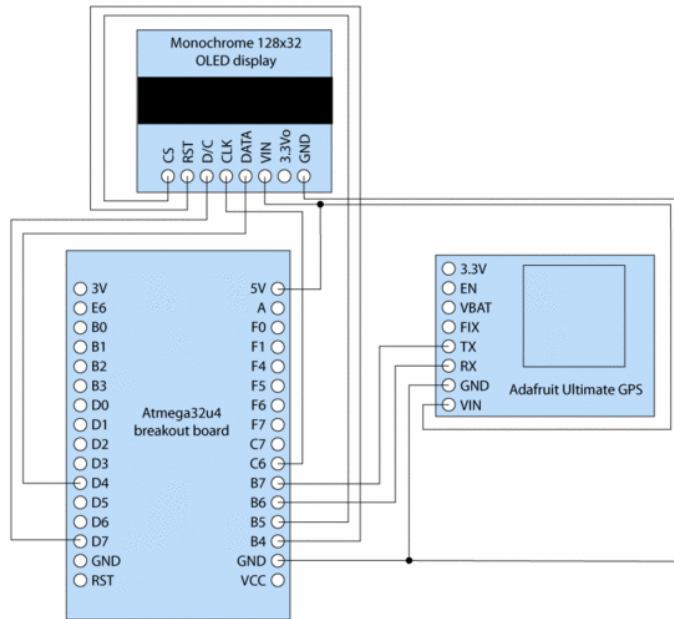 Monochrome 128x32
OLED display
CS
RST
D/C
CLK
DATA
VIN
3.3Vo
GND
3V
E6
B0
B1
B2
B3
D0
D1
D2
D3
D4
D5
D6
D7
GND
RST
Atmega32u4
breakout board
5V
A
F0
F1
F4
F5
F6
F7
C7
C6
B7
B6
B5
B4
GND
VCC
3.3V
EN
VBAT
FIX
TX
RX
GND
VIN
Adafruit Ultimate GPS